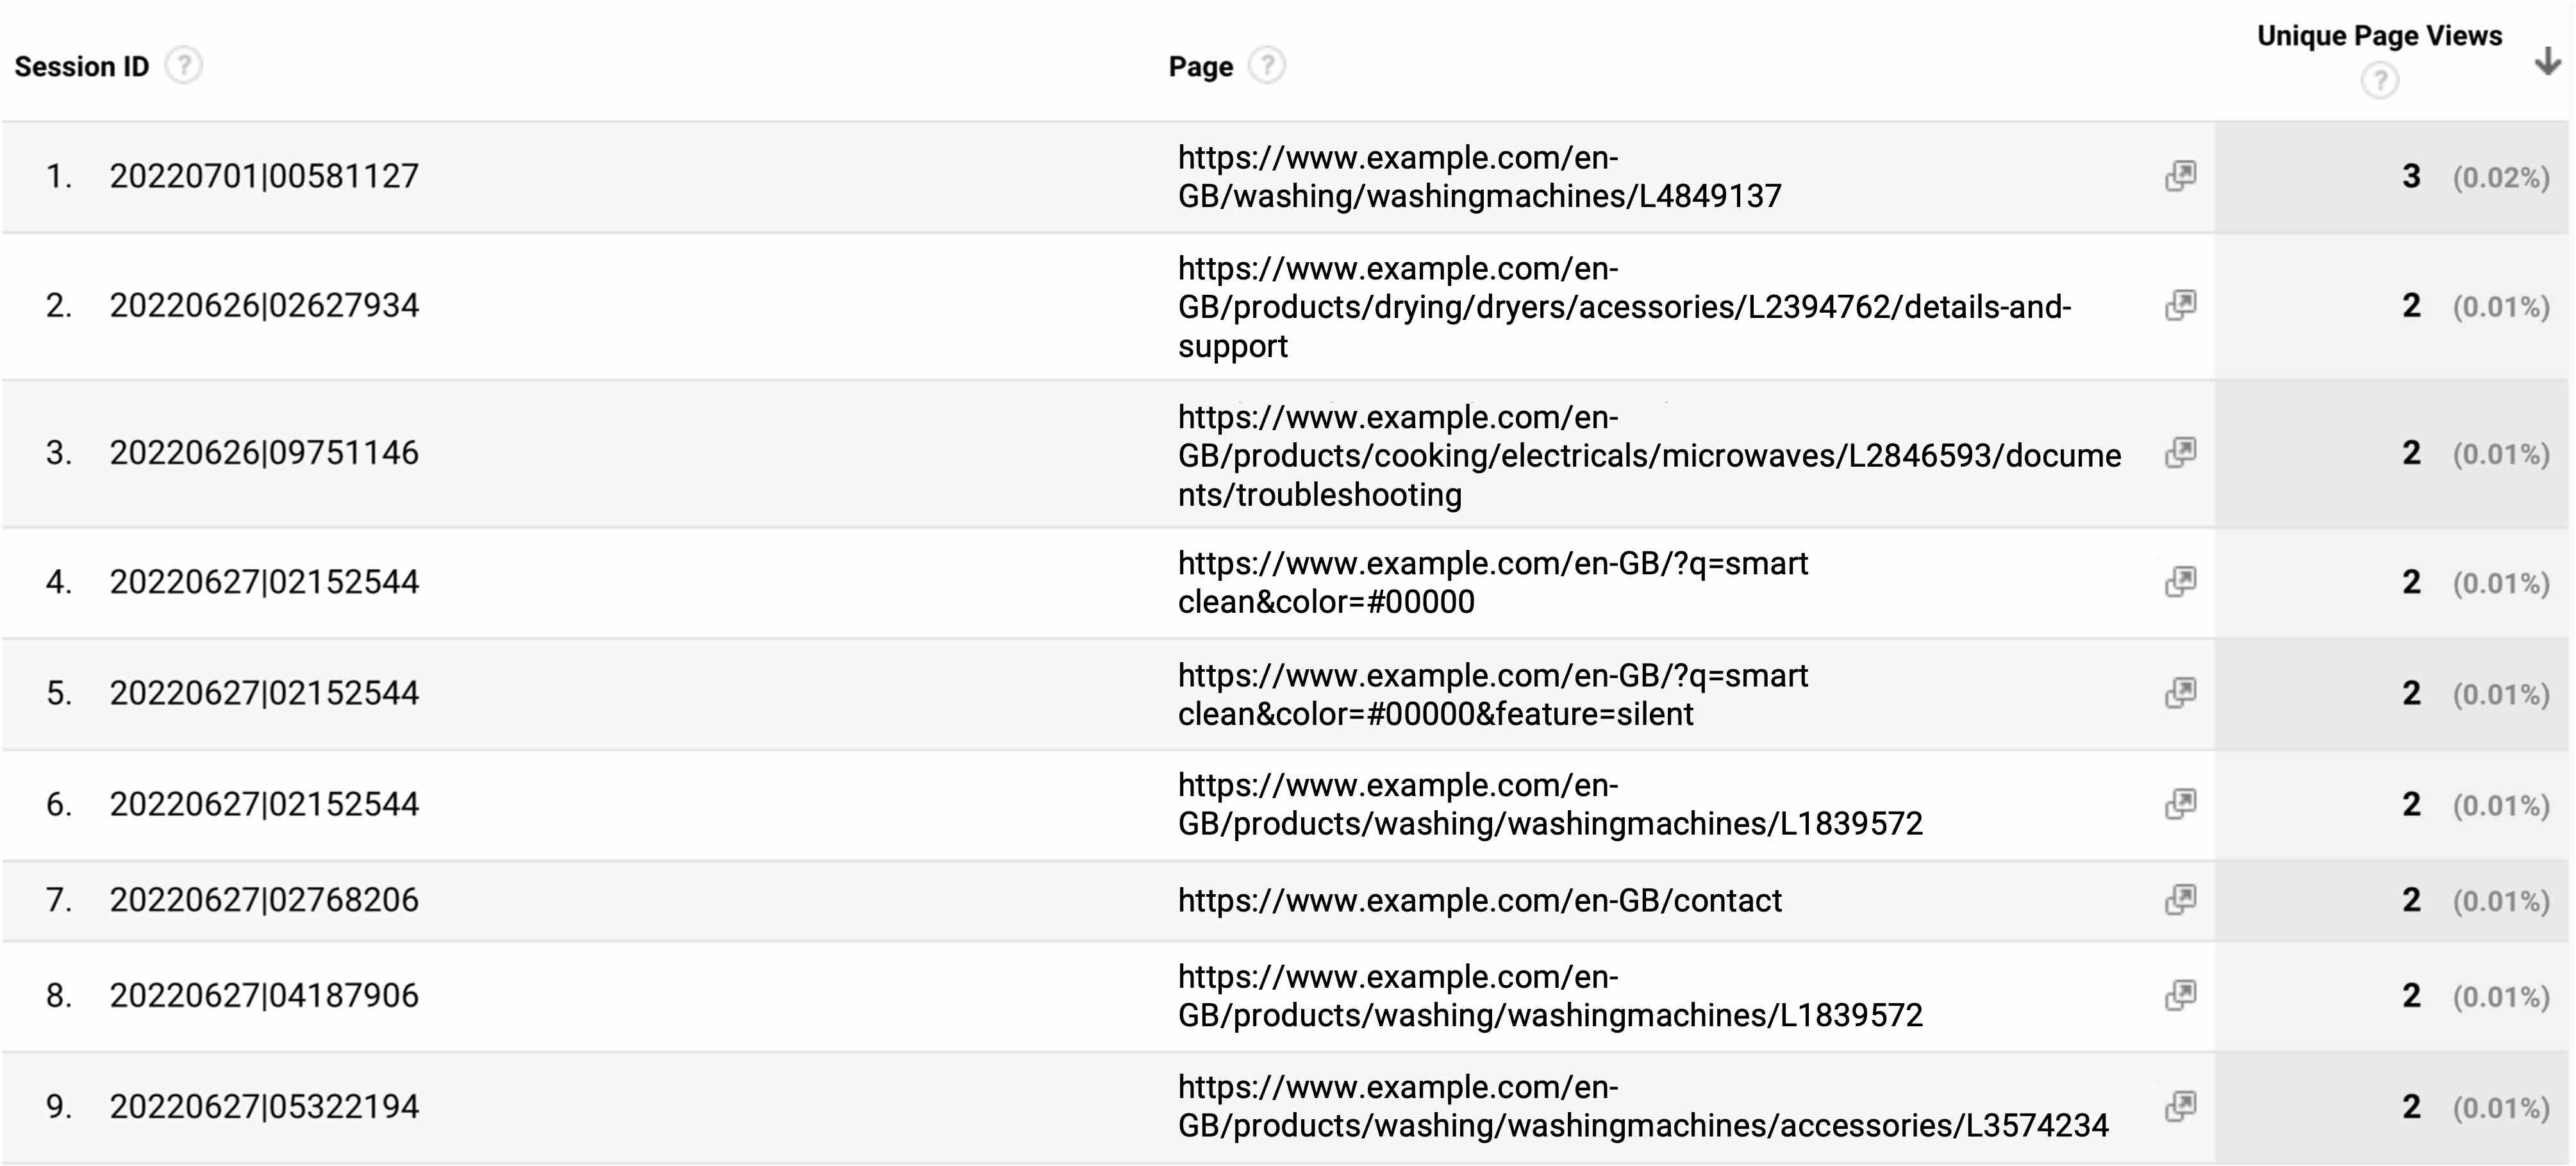 Session ID ? Page ? Unique Page Views ?
1. 20220701|00581127 https://www.example.com/en-
GB/washing/washingmachines/L4849137 3 (0.02%)
2. 20220626|02627934 https://www.example.com/en-
GB/products/drying/dryers/acessories/L2394762/details-and-
support 2 (0.01%)
3. 20220626|09751146 https://www.example.com/en-
GB/products/cooking/electricals/microwaves/L2846593/docume
nts/troubleshooting 2 (0.01%)
4. 20220627|02152544 https://www.example.com/en-GB/?q=smart
clean&color=#00000 2 (0.01%)
5. 20220627|02152544 https://www.example.com/en-GB/?q=smart
clean&color=#00000&feature=silent 2 (0.01%)
6. 20220627|02152544 https://www.example.com/en-
GB/products/washing/washingmachines/L1839572 2 (0.01%)
7. 20220627|02768206 https://www.example.com/en-GB/contact 2 (0.01%)
8. 20220627|04187906 https://www.example.com/en-
GB/products/washing/washingmachines/L1839572 2 (0.01%)
9. 20220627|05322194 https://www.example.com/en-
GB/products/washing/washingmachines/accessories/L3574234 2 (0.01%)